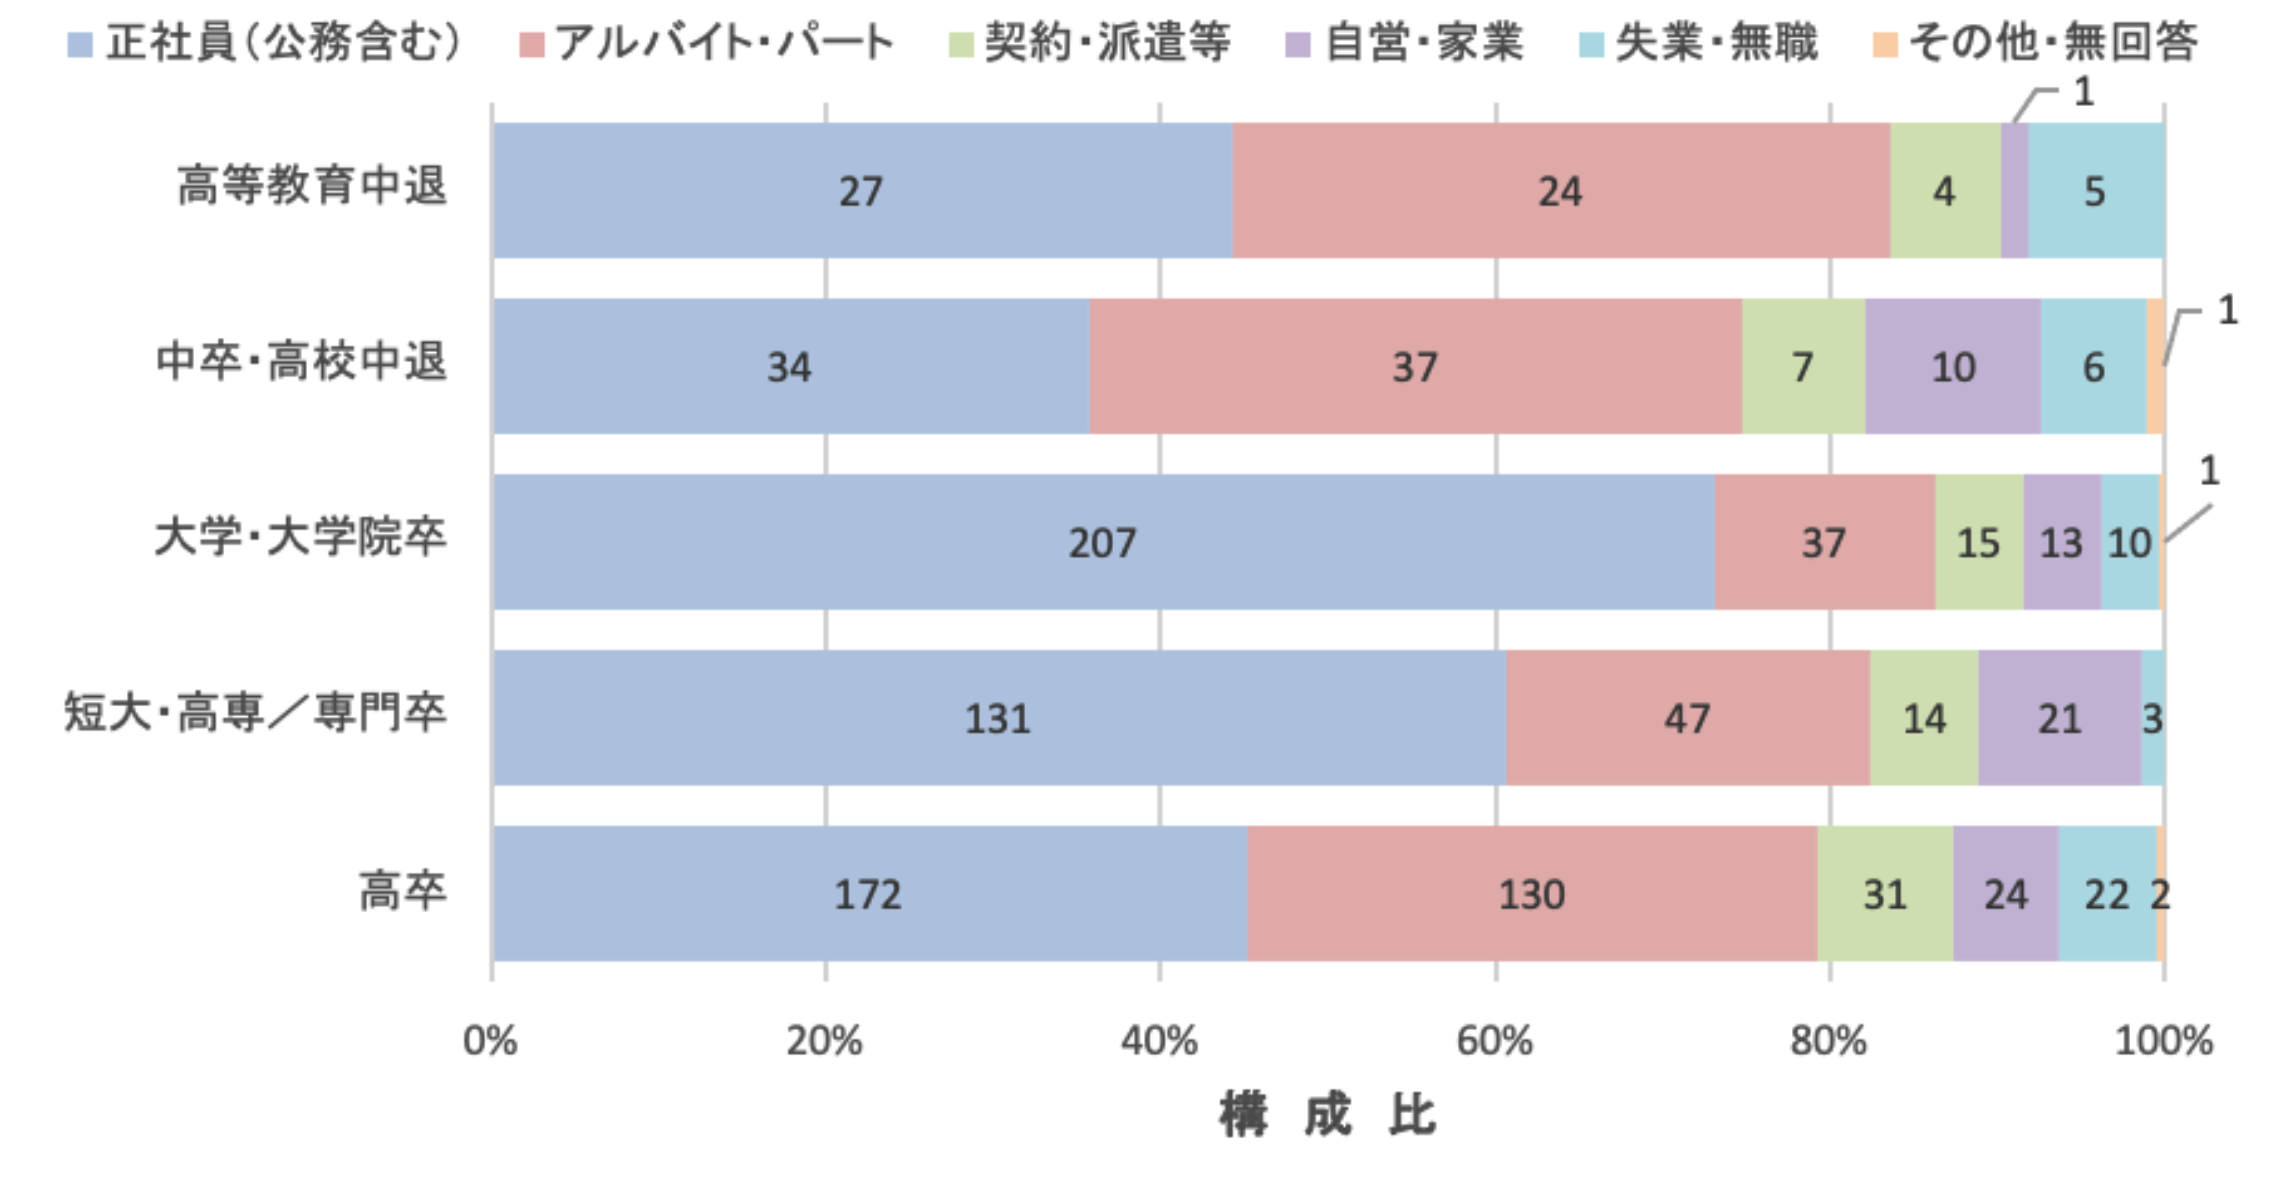 正社員(公務含む) アルバイト・パート 契約・派遣等 自営・家業 失業・無職 その他・無回答
1
高等教育中退 27 24 4 5
1
中卒・高校中退 34 37 7 10 6
1
大学・大学院卒 207 37 15 13 10
短大・高専/専門卒 131 47 14 21 3
高卒 172 130 31 24 22 2
0% 20% 40% 60% 80% 100%
構 成 比